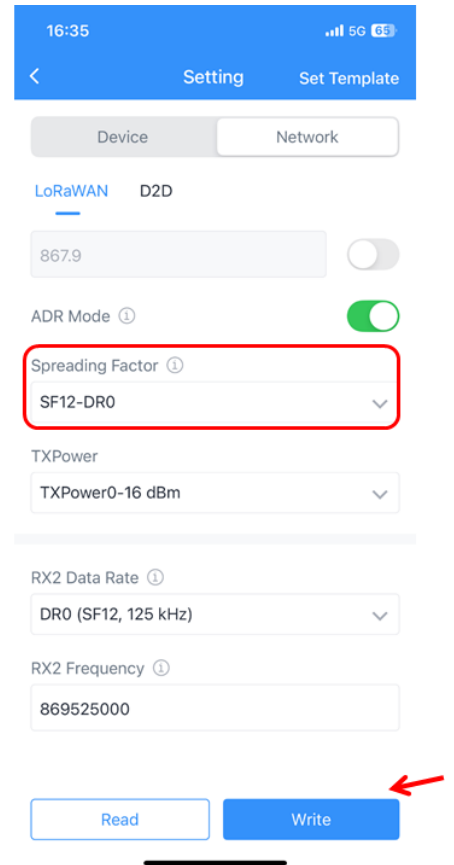 16:35 5G 65
Setting Set Template
Device Network
LoRaWAN D2D
867.9
ADR Mode
Spreading Factor
SF12-DR0
TXPower
TXPower0-16 dBm
RX2 Data Rate
DR0 (SF12, 125 kHz)
RX2 Frequency
869525000
Read Write